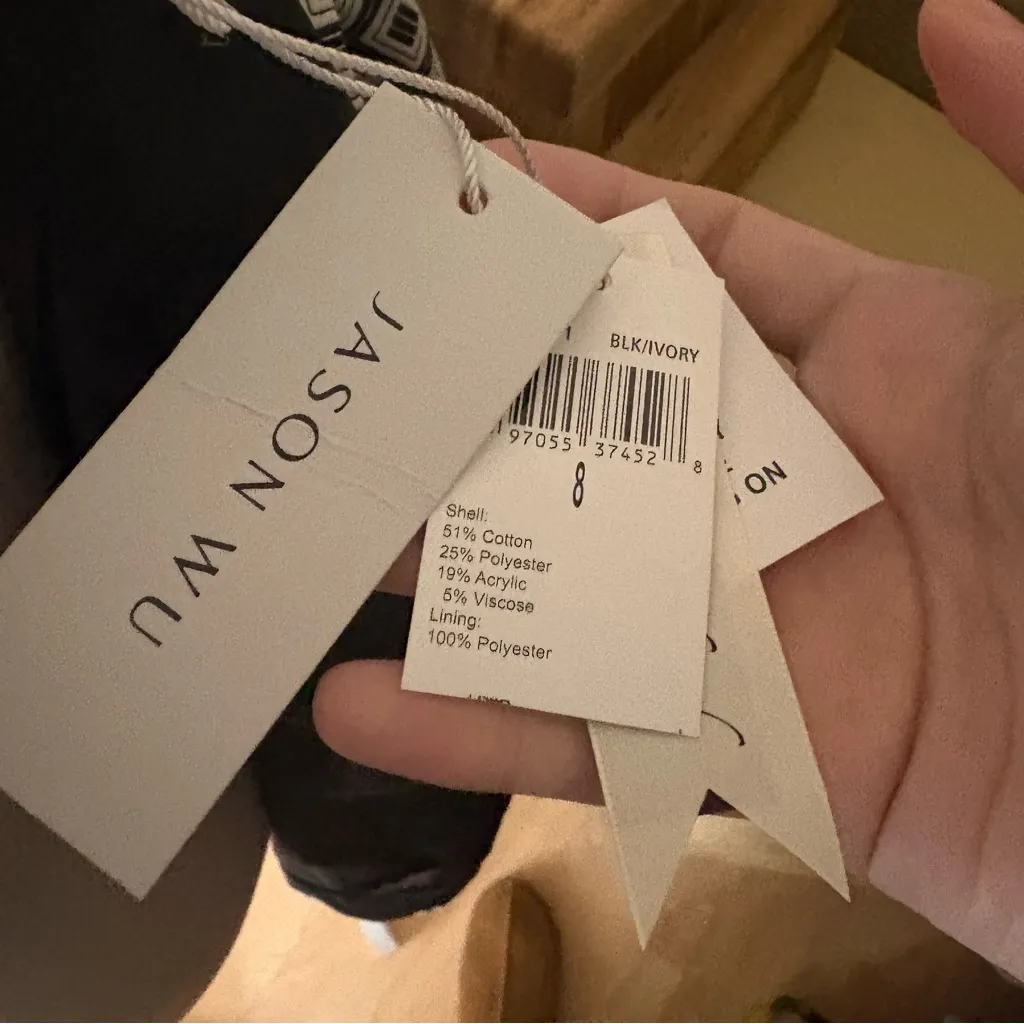 JASON WU
BLK/IVORY
97055 37452 8
8
Shell:
51% Cotton
25% Polyester
19% Acrylic
5% Viscose
Lining:
100% Polyester
ON